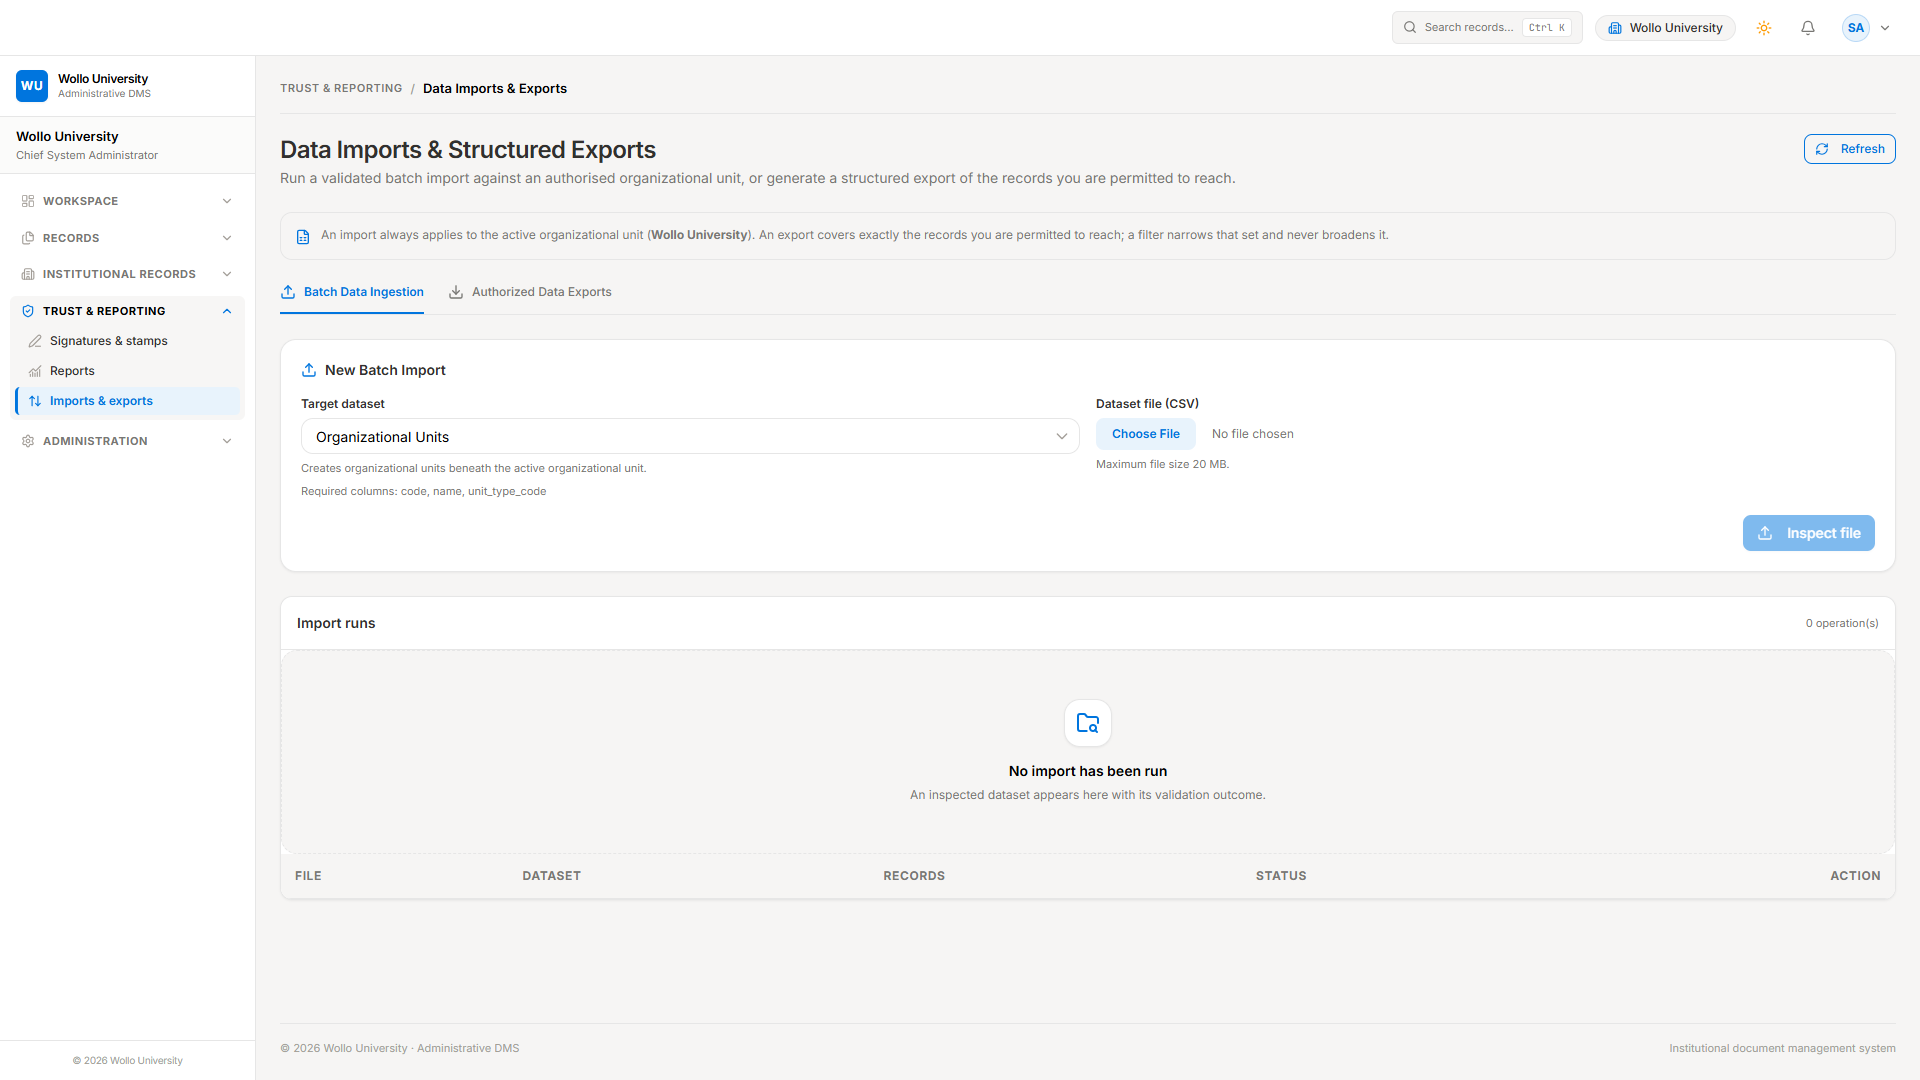 Search records... Ctrl K
Wollo University
SA
WU
Wollo University
Administrative DMS
Wollo University
Chief System Administrator
WORKSPACE
RECORDS
INSTITUTIONAL RECORDS
TRUST & REPORTING
Signatures & stamps
Reports
Imports & exports
ADMINISTRATION
© 2026 Wollo University
TRUST & REPORTING / Data Imports & Exports
Data Imports & Structured Exports
Refresh
Run a validated batch import against an authorised organizational unit, or generate a structured export of the records you are permitted to reach.
An import always applies to the active organizational unit (Wollo University). An export covers exactly the records you are permitted to reach; a filter narrows that set and never broadens it.
Batch Data Ingestion
Authorized Data Exports
New Batch Import
Target dataset
Organizational Units
Creates organizational units beneath the active organizational unit.
Required columns: code, name, unit_type_code
Dataset file (CSV)
Choose File No file chosen
Maximum file size 20 MB.
Inspect file
Import runs
0 operation(s)
No import has been run
An inspected dataset appears here with its validation outcome.
FILE DATASET RECORDS STATUS ACTION
© 2026 Wollo University · Administrative DMS
Institutional document management system